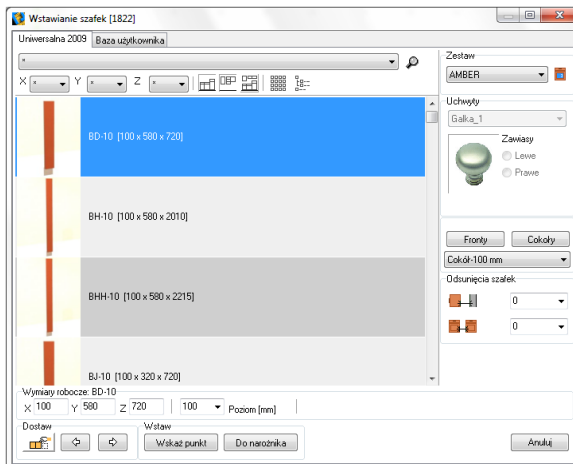 Wstawianie szafek [1822]
Uniwersalna 2009 Baza użytkownika
*
X * Y * Z *
BD-10 [100 x 580 x 720]
BH-10 [100 x 580 x 2010]
BHH-10 [100 x 580 x 2215]
BJ-10 [100 x 320 x 720]
Zestaw
AMBER
Uchwyty
Gałka_1
Zawiasy
Lewe
Prawe
Fronty Cokoły
Cokół-100 mm
Odsunięcia szafek
0
0
Wymiary robocze: BD-10
X 100 Y 580 Z 720 100 Poziom [mm]
Dostaw Wstaw
Wskaż punkt Do narożnika Anuluj